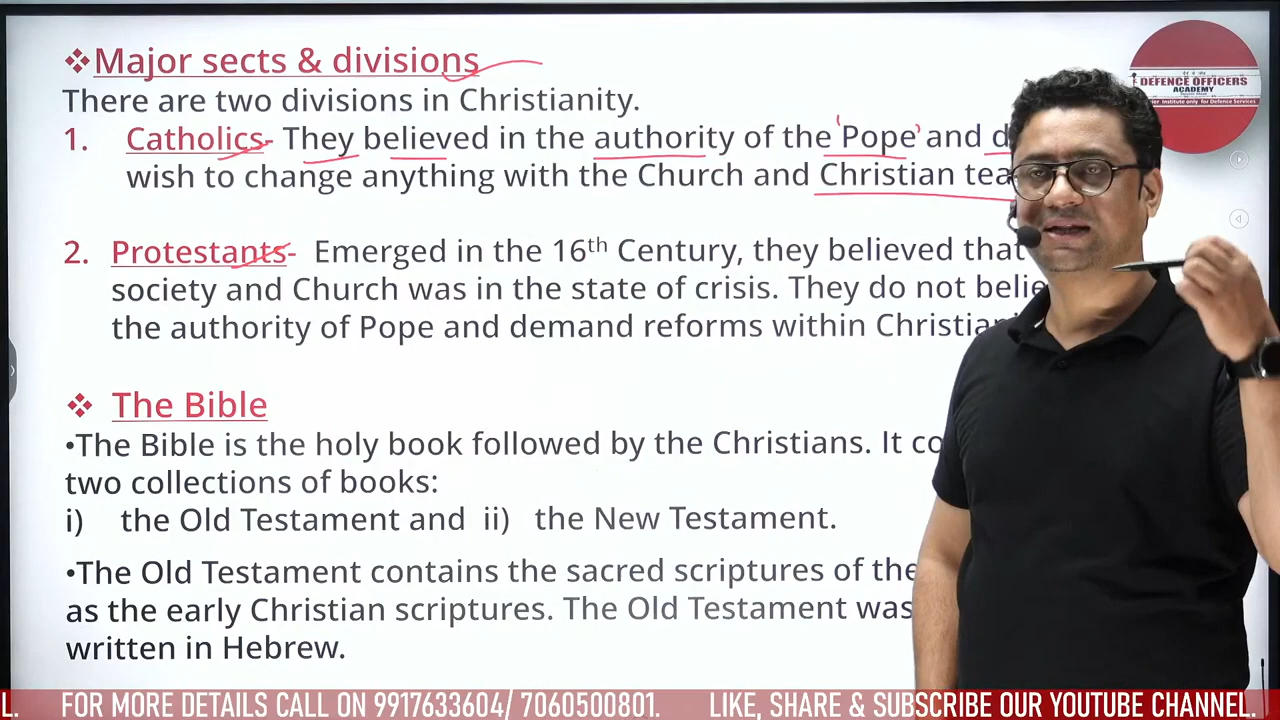 ❖Major sects & divisions
There are two divisions in Christianity.
1. Catholics- They believed in the authority of the 'Pope' and
wish to change anything with the Church and Christian
2. Protestants- Emerged in the 16th Century, they believed that
society and Church was in the state of crisis. They do not
the authority of Pope and demand reforms within
❖ The Bible
•The Bible is the holy book followed by the Christians. It
two collections of books:
i) the Old Testament and ii) the New Testament.
•The Old Testament contains the sacred scriptures of the
as the early Christian scriptures. The Old Testament was
written in Hebrew.
DEFENCE OFFICERS
ACADEMY
Institute only for Defence Services
L. FOR MORE DETAILS CALL ON 9917633604/ 7060500801. LIKE, SHARE & SUBSCRIBE OUR YOUTUBE CHANNEL.